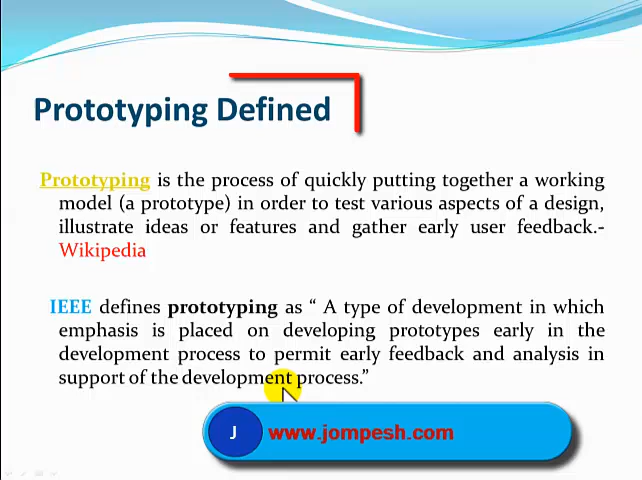 Prototyping Defined
Prototyping is the process of quickly putting together a working
model (a prototype) in order to test various aspects of a design,
illustrate ideas or features and gather early user feedback.-
Wikipedia
IEEE defines prototyping as “ A type of development in which
emphasis is placed on developing prototypes early in the
development process to permit early feedback and analysis in
support of the development process.”
J www.jompesh.com